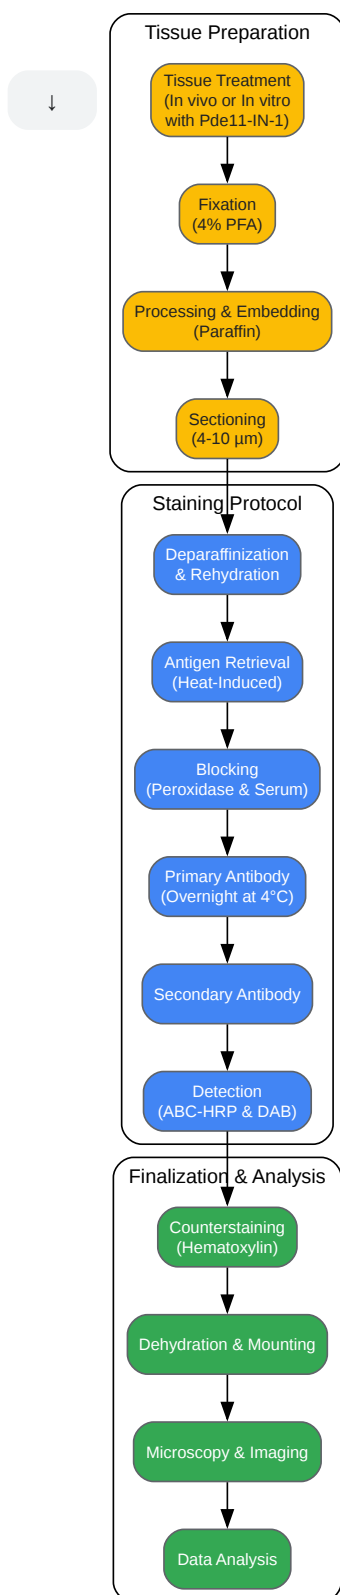 Tissue Preparation
↓
Tissue Treatment
(In vivo or In vitro
with Pde11-IN-1)
Fixation
(4% PFA)
Processing & Embedding
(Paraffin)
Sectioning
(4-10 µm)
Staining Protocol
Deparaffinization
& Rehydration
Antigen Retrieval
(Heat-Induced)
Blocking
(Peroxidase & Serum)
Primary Antibody
(Overnight at 4°C)
Secondary Antibody
Detection
(ABC-HRP & DAB)
Finalization & Analysis
Counterstaining
(Hematoxylin)
Dehydration & Mounting
Microscopy & Imaging
Data Analysis